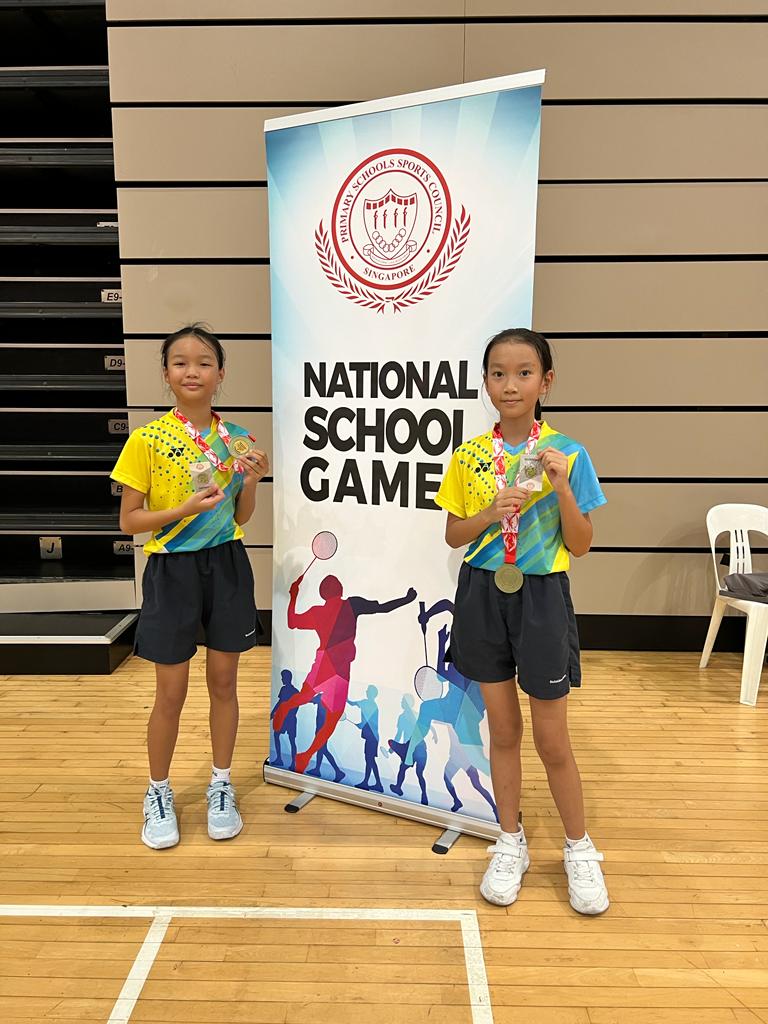 PRIMARY SCHOOLS SPORTS COUNCIL
SINGAPORE
NATIONAL
SCHOOL
GAME
E9-
D9-
C9-
B
J
A9-